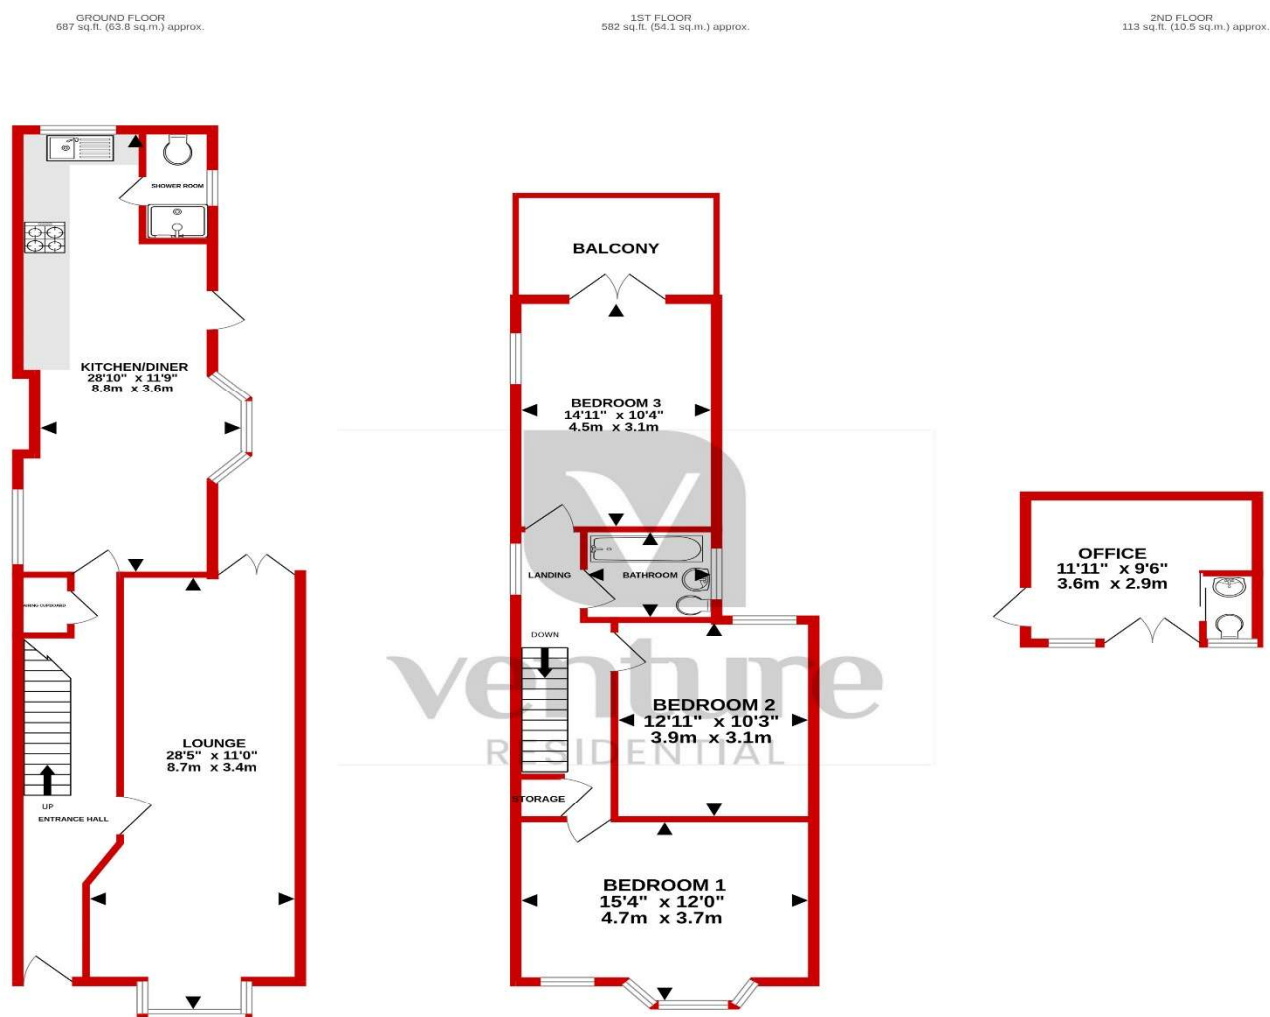 GROUND FLOOR
687 sq.ft. (63.8 sq.m.) approx.
1ST FLOOR
582 sq.ft. (54.1 sq.m.) approx.
2ND FLOOR
113 sq.ft. (10.5 sq.m.) approx.
SHOWER ROOM
KITCHEN/DINER
28'10" x 11'9"
8.8m x 3.6m
LOUNGE
28'5" x 11'0"
8.7m x 3.4m
UP
ENTRANCE HALL
BALCONY
BEDROOM 3
14'11" x 10'4"
4.5m x 3.1m
LANDING
BATHROOM
DOWN
BEDROOM 2
12'11" x 10'3"
3.9m x 3.1m
STORAGE
BEDROOM 1
15'4" x 12'0"
4.7m x 3.7m
OFFICE
11'11" x 9'6"
3.6m x 2.9m
venture
RESIDENTIAL